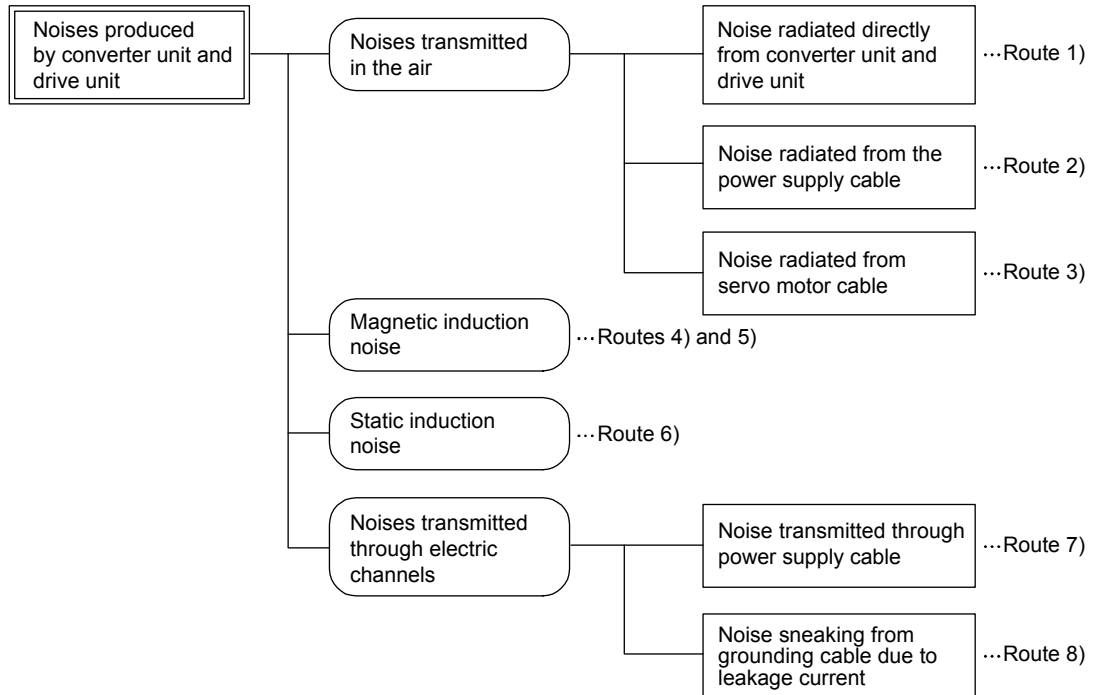 Noises produced
by converter unit and
drive unit
Noises transmitted
in the air
Noise radiated directly
from converter unit and
drive unit
…Route 1)
Noise radiated from the
power supply cable
…Route 2)
Noise radiated from
servo motor cable
…Route 3)
Magnetic induction
noise
…Routes 4) and 5)
Static induction
noise
…Route 6)
Noises transmitted
through electric
channels
Noise transmitted through
power supply cable
…Route 7)
Noise sneaking from
grounding cable due to
leakage current
…Route 8)